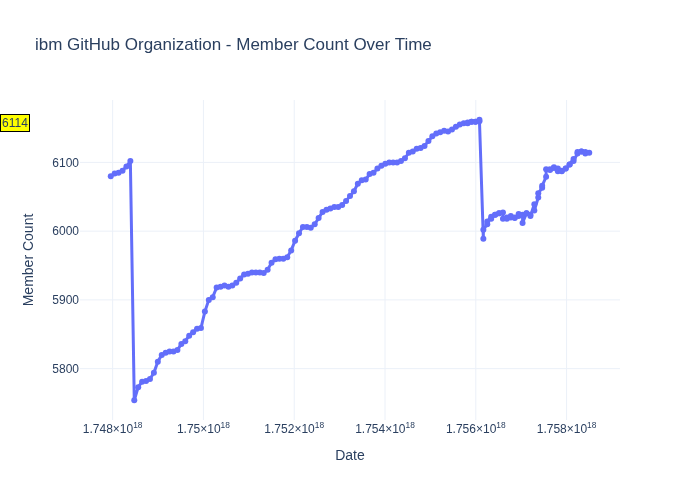 ibm GitHub Organization - Member Count Over Time
6114
6100
6000
5900
5800
Member Count
1.748×10¹⁸ 1.75×10¹⁸ 1.752×10¹⁸ 1.754×10¹⁸ 1.756×10¹⁸ 1.758×10¹⁸
Date